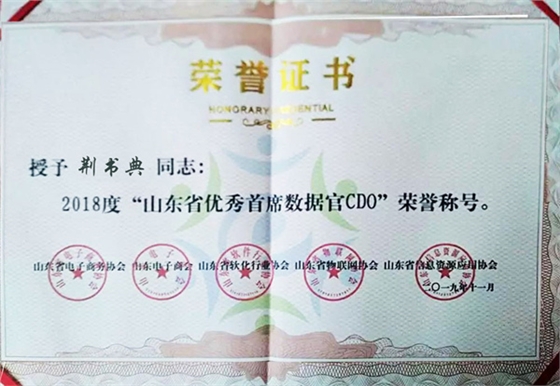 荣誉证书
HONGRARY CREDENTIAL
授予 荆书典 同志：
2018度“山东省优秀首席数据官CDO”荣誉称号。
山东省电子商务协会 山东电子商会 山东省软化行业协会 山东省物联网协会 山东省信息资源应用协会
二〇一九年十一月